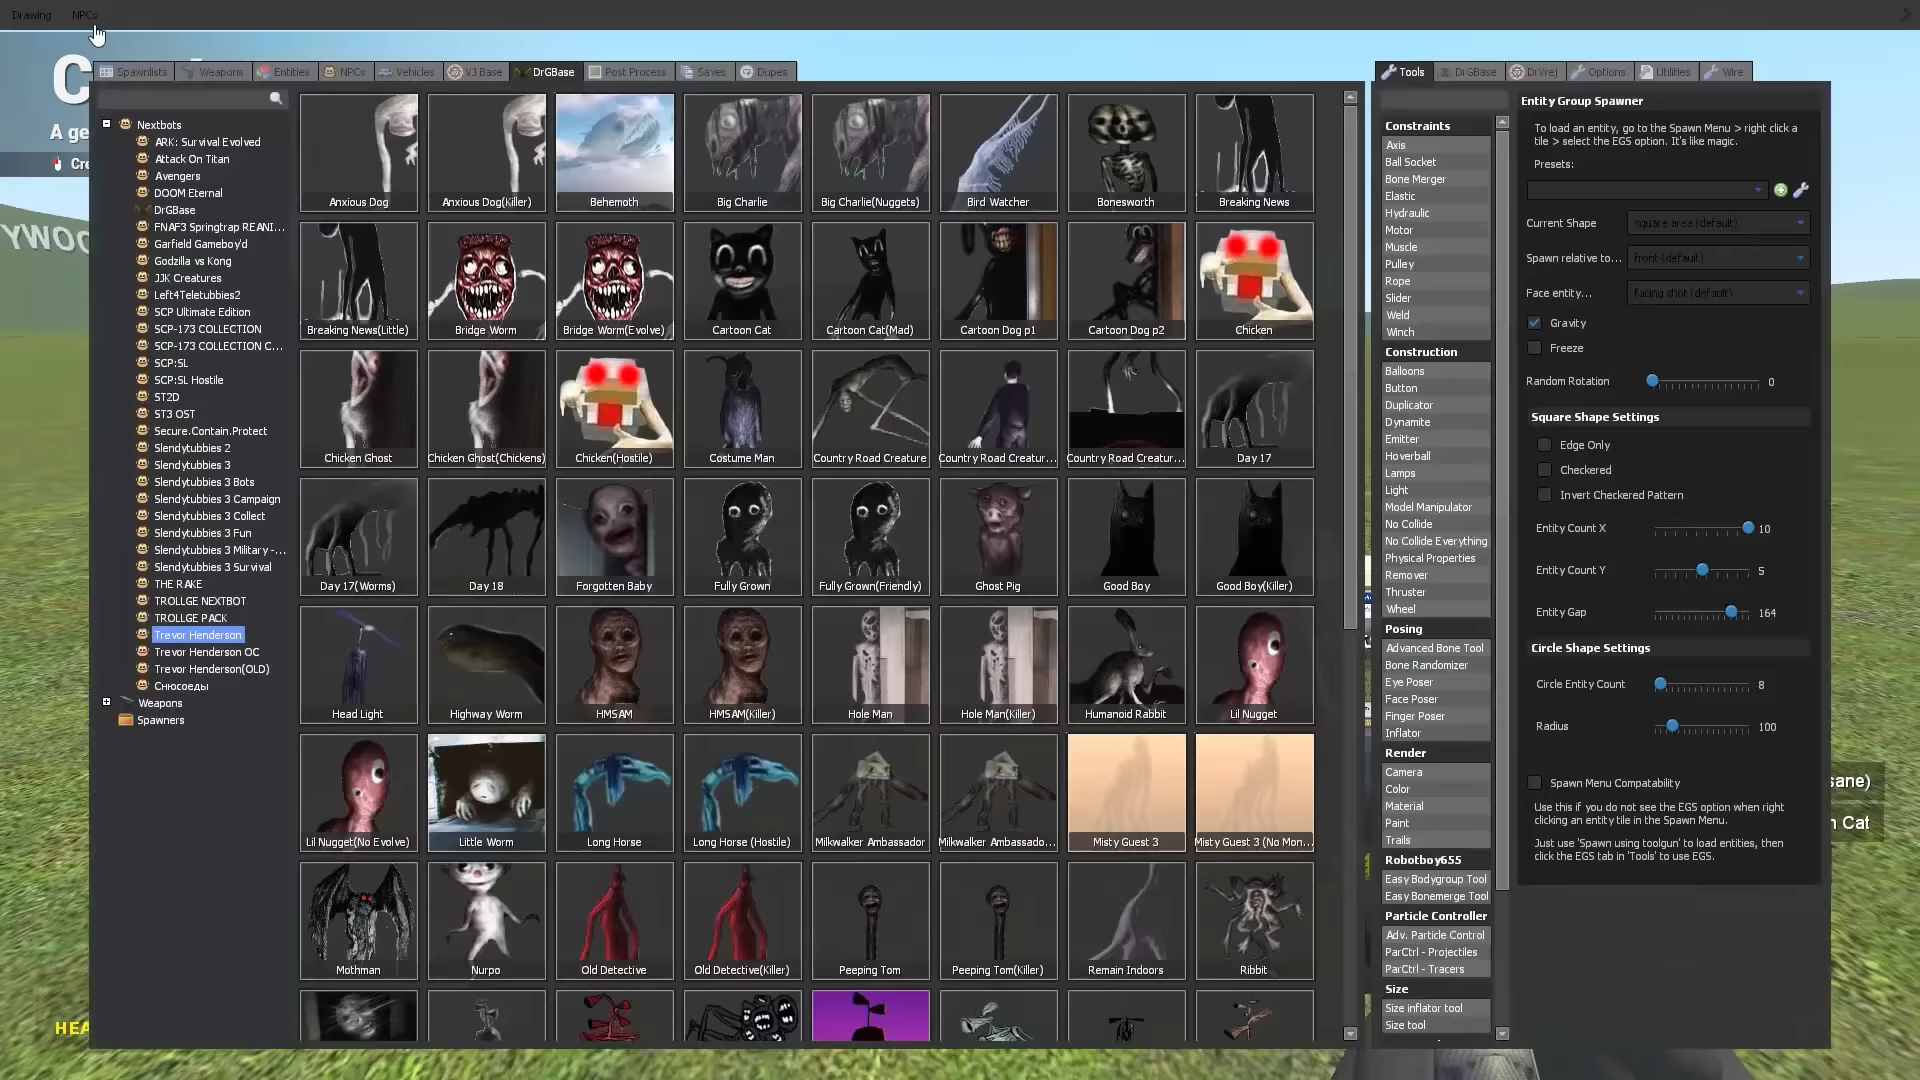 Drawing NPCs
Spawnlists Weapons Entities NPCs Vehicles VJ Base DrGBase Post Process Saves Dupes
Nextbots
ARK: Survival Evolved
Attack On Titan
Avengers
DOOM Eternal
DrGBase
FNAF3 Springtrap REANI...
Garfield Gameboy'd
Godzilla vs Kong
JJK Creatures
Left4Teletubbies2
SCP Ultimate Edition
SCP-173 COLLECTION
SCP-173 COLLECTION C...
SCP:SL
SCP:SL Hostile
ST2D
ST3 OST
Secure.Contain.Protect
Slendytubbies 2
Slendytubbies 3
Slendytubbies 3 Bots
Slendytubbies 3 Campaign
Slendytubbies 3 Collect
Slendytubbies 3 Fun
Slendytubbies 3 Military -...
Slendytubbies 3 Survival
THE RAKE
TROLLGE NEXTBOT
TROLLGE PACK
Trevor Henderson
Trevor Henderson OC
Trevor Henderson(OLD)
Снюсоеды
Weapons
Spawners
Anxious Dog Anxious Dog(Killer) Behemoth Big Charlie Big Charlie(Nuggets) Bird Watcher Bonesworth Breaking News
Breaking News(Little) Bridge Worm Bridge Worm(Evolve) Cartoon Cat Cartoon Cat(Mad) Cartoon Dog p1 Cartoon Dog p2 Chicken
Chicken Ghost Chicken Ghost(Chickens) Chicken(Hostile) Costume Man Country Road Creature Country Road Creatur... Country Road Creatur... Day 17
Day 17(Worms) Day 18 Forgotten Baby Fully Grown Fully Grown(Friendly) Ghost Pig Good Boy Good Boy(Killer)
Head Light Highway Worm HMSAM HMSAM(Killer) Hole Man Hole Man(Killer) Humanoid Rabbit Lil Nugget
Lil Nugget(No Evolve) Little Worm Long Horse Long Horse (Hostile) Milkwalker Ambassador Milkwalker Ambassado... Misty Guest 3 Misty Guest 3 (No Mon...
Mothman Nurpo Old Detective Old Detective(Killer) Peeping Tom Peeping Tom(Killer) Remain Indoors Ribbit
Tools DrGBase Drvrej Options Utilities Wire
Constraints
Axis
Ball Socket
Bone Merger
Elastic
Hydraulic
Motor
Muscle
Pulley
Rope
Slider
Weld
Winch
Construction
Balloons
Button
Duplicator
Dynamite
Emitter
Hoverball
Lamps
Light
Model Manipulator
No Collide
No Collide Everything
Physical Properties
Remover
Thruster
Wheel
Posing
Advanced Bone Tool
Bone Randomizer
Eye Poser
Face Poser
Finger Poser
Inflator
Render
Camera
Color
Material
Paint
Trails
Robotboy655
Easy Bodygroup Tool
Easy Bonemerge Tool
Particle Controller
Adv. Particle Control
ParCtrl - Projectiles
ParCtrl - Tracers
Size
Size inflator tool
Size tool
Entity Group Spawner
To load an entity, go to the Spawn Menu > right click a
tile > select the EGS option. It's like magic.
Presets:
Current Shape square area (default)
Spawn relative to... front (default)
Face entity... facing shot (default)
Gravity
Freeze
Random Rotation 0
Square Shape Settings
Edge Only
Checkered
Invert Checkered Pattern
Entity Count X 10
Entity Count Y 5
Entity Gap 164
Circle Shape Settings
Circle Entity Count 8
Radius 100
Spawn Menu Compatability
Use this if you do not see the EGS option when right
clicking an entity tile in the Spawn Menu.
Just use 'Spawn using toolgun' to load entities, then
click the EGS tab in 'Tools' to use EGS.
C
A ge
Cre
sane)
n Cat
HEA